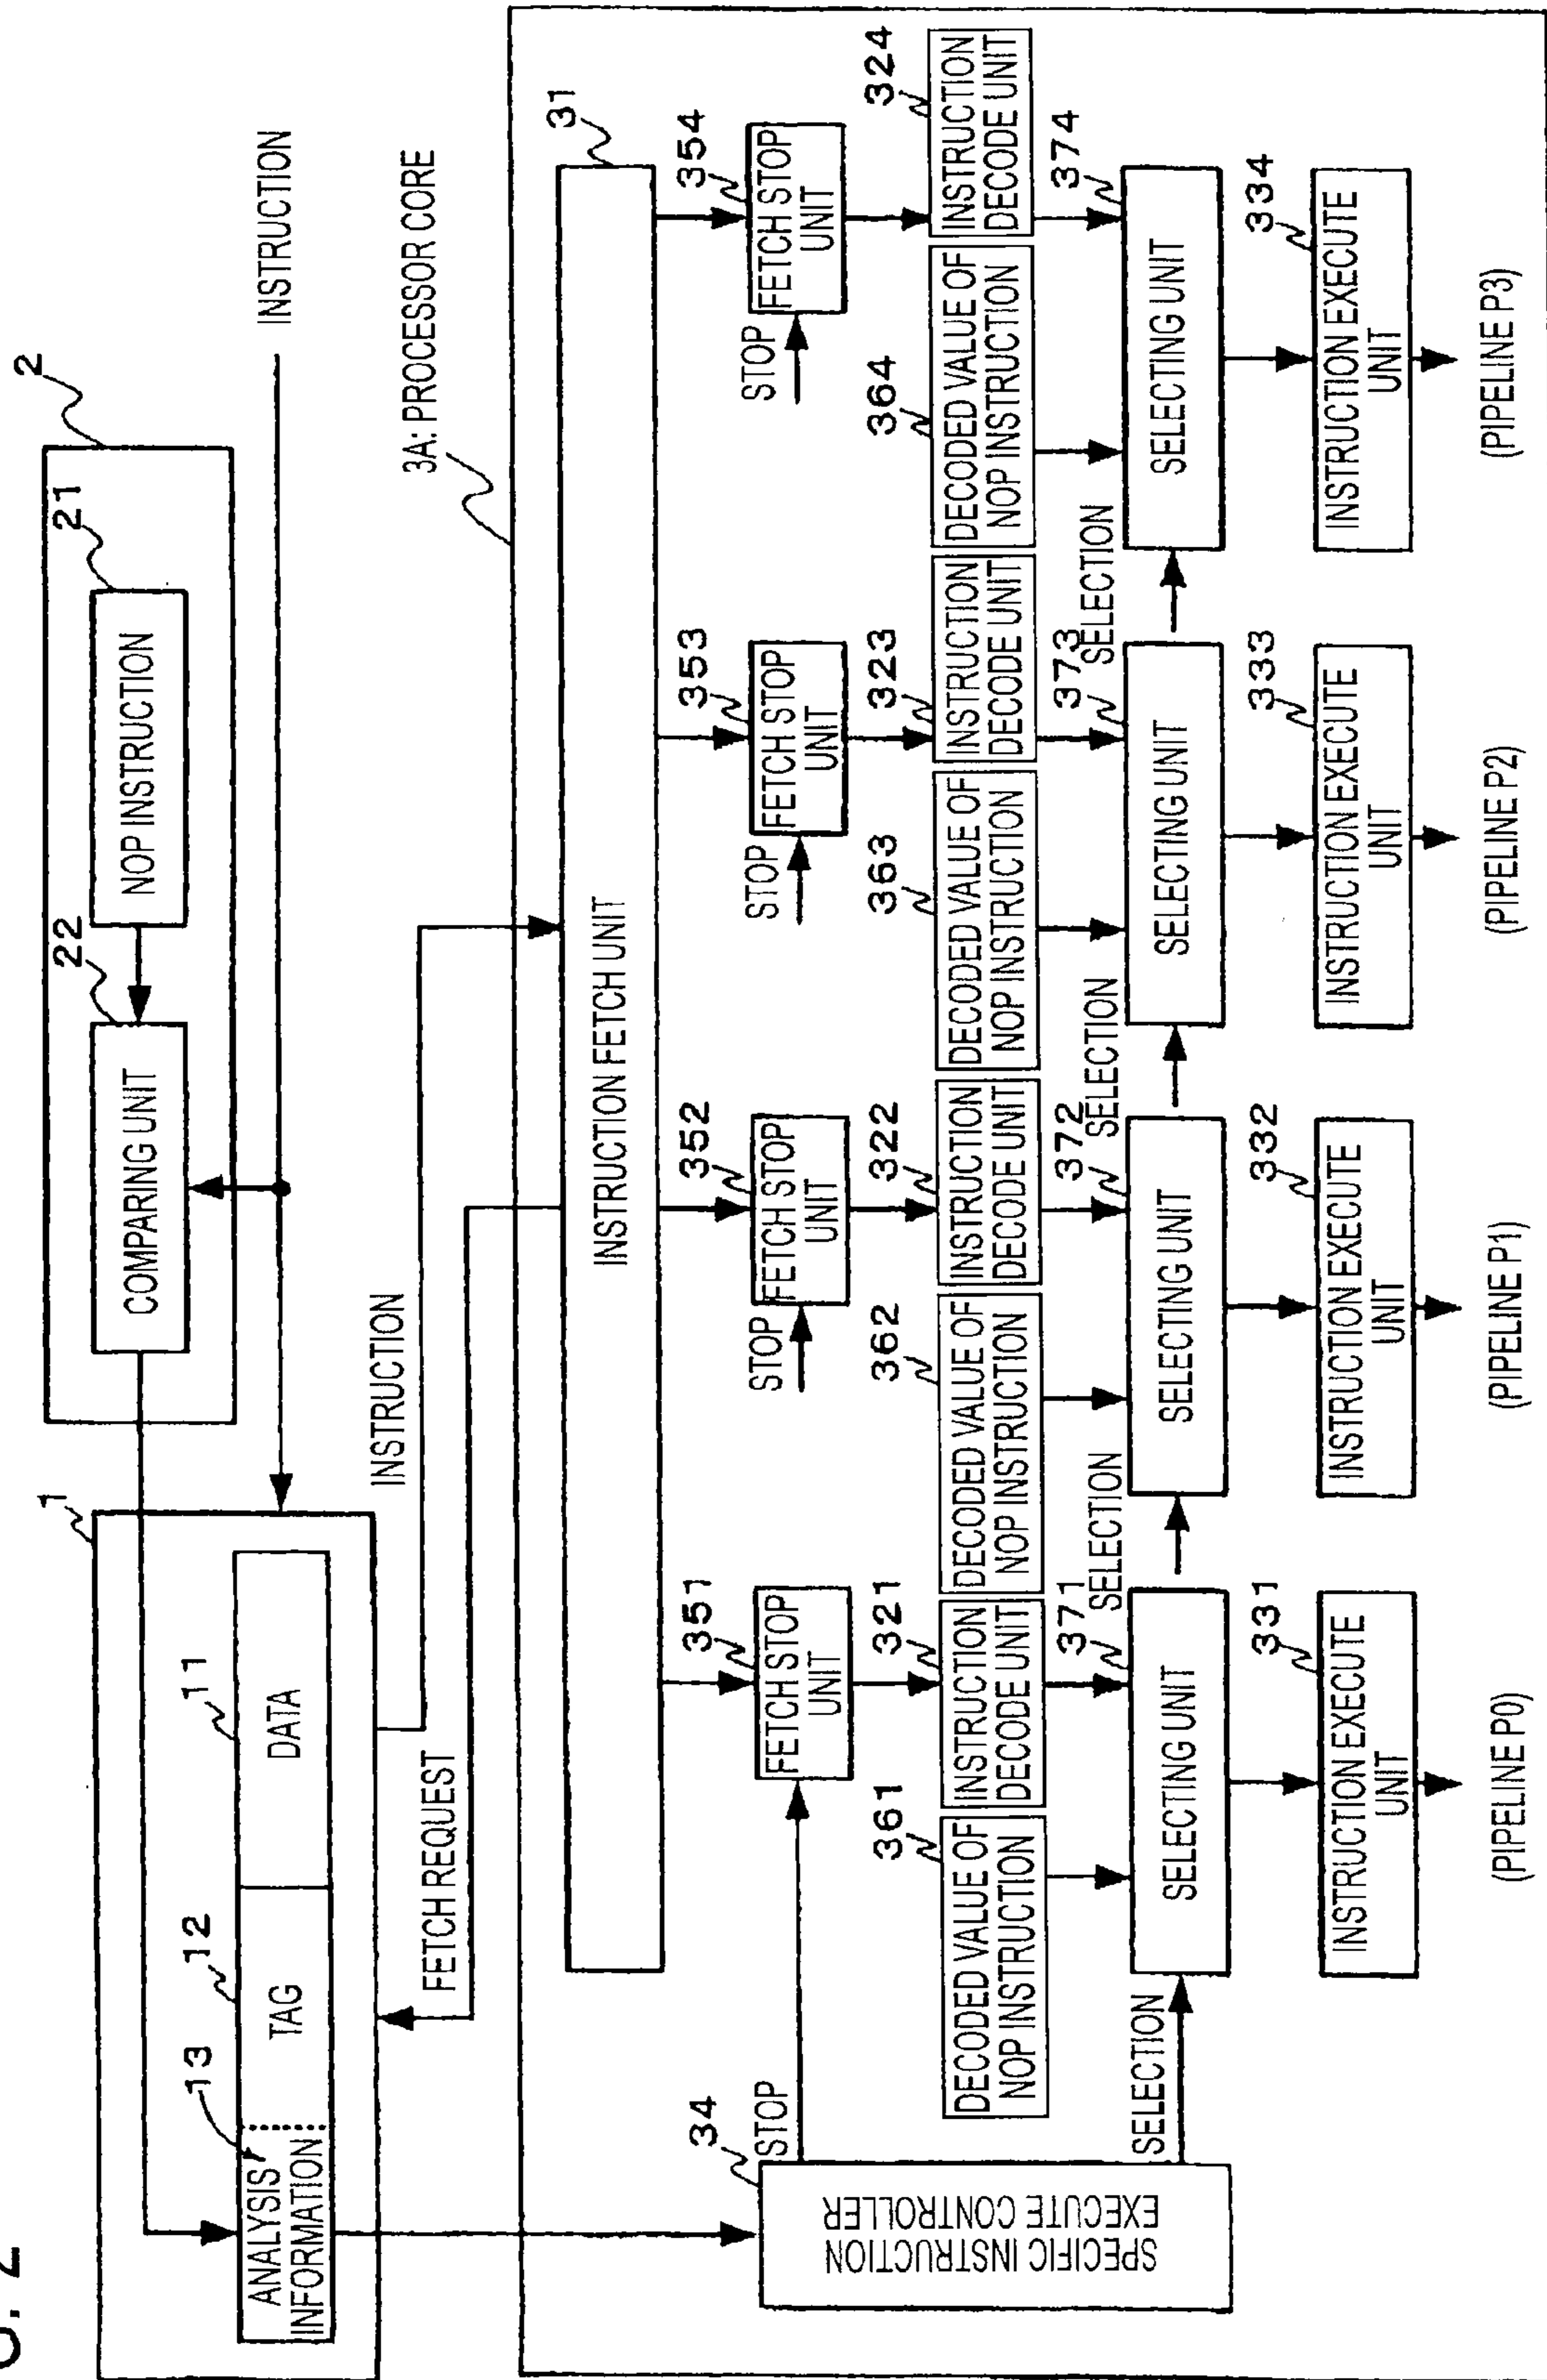 2
1
2
21
22
NOP INSTRUCTION
COMPARING UNIT
INSTRUCTION
11
12
13
DATA
TAG
ANALYSIS
INFORMATION
INSTRUCTION
FETCH REQUEST
3A: PROCESSOR CORE
31
INSTRUCTION FETCH UNIT
34
SPECIFIC INSTRUCTION
EXECUTE CONTROLLER
STOP
SELECTION
351
FETCH STOP
UNIT
STOP
352
FETCH STOP
UNIT
STOP
353
FETCH STOP
UNIT
STOP
354
FETCH STOP
UNIT
361
DECODED VALUE OF
NOP INSTRUCTION
321
INSTRUCTION
DECODE UNIT
362
DECODED VALUE OF
NOP INSTRUCTION
322
INSTRUCTION
DECODE UNIT
363
DECODED VALUE OF
NOP INSTRUCTION
323
INSTRUCTION
DECODE UNIT
364
DECODED VALUE OF
NOP INSTRUCTION
324
INSTRUCTION
DECODE UNIT
371
SELECTING UNIT
SELECTION
372
SELECTING UNIT
SELECTION
373
SELECTING UNIT
SELECTION
374
SELECTING UNIT
331
INSTRUCTION EXECUTE
UNIT
332
INSTRUCTION EXECUTE
UNIT
333
INSTRUCTION EXECUTE
UNIT
334
INSTRUCTION EXECUTE
UNIT
(PIPELINE P0)
(PIPELINE P1)
(PIPELINE P2)
(PIPELINE P3)